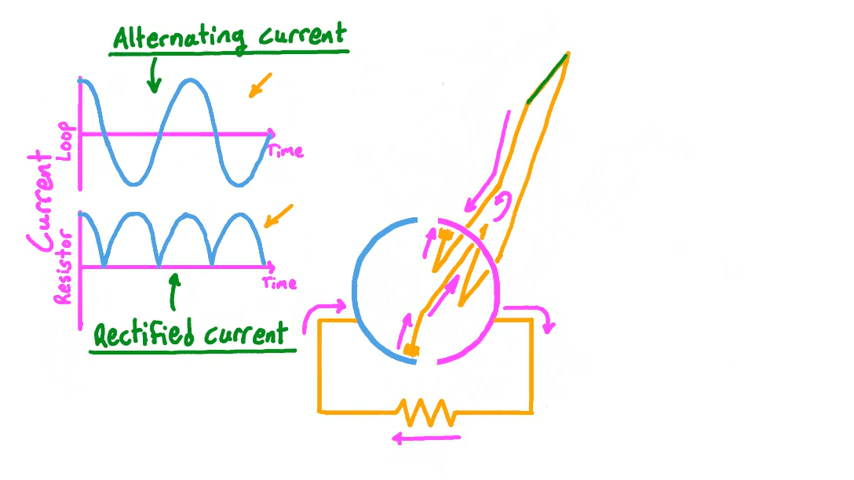 Alternating current
Current
Loop
Time
Resistor
Time
Rectified current